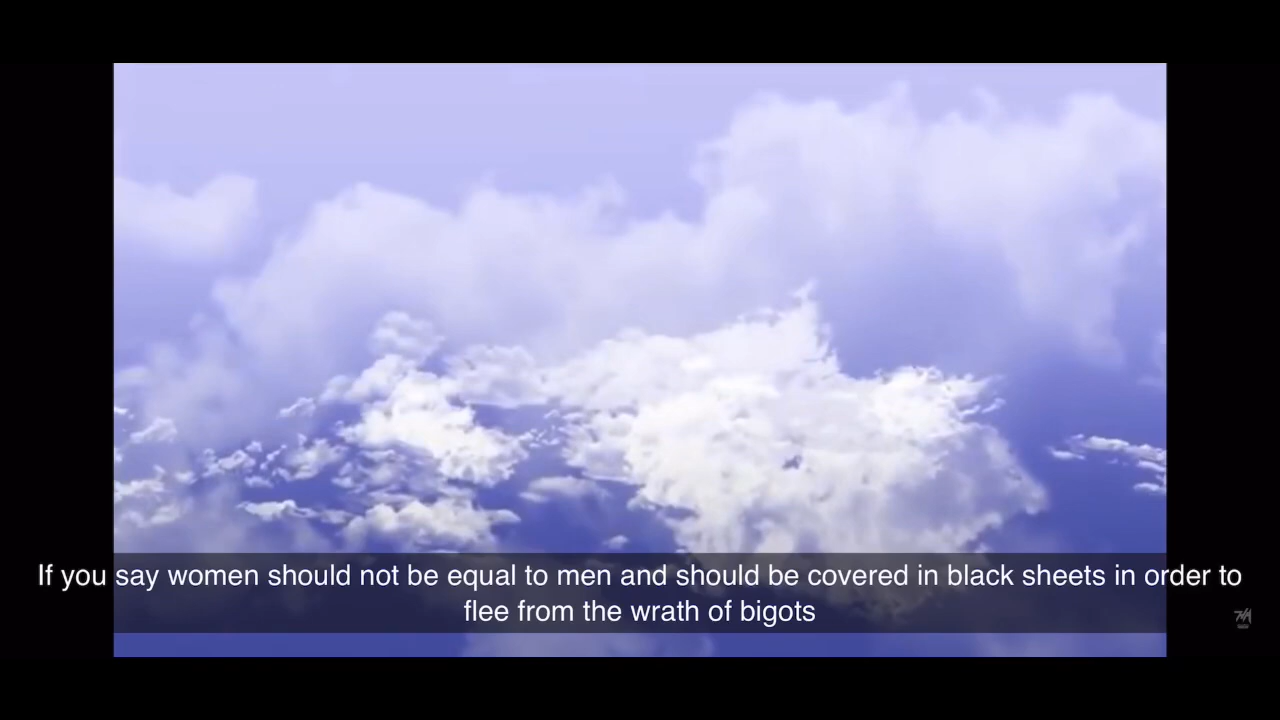 If you say women should not be equal to men and should be covered in black sheets in order to
flee from the wrath of bigots